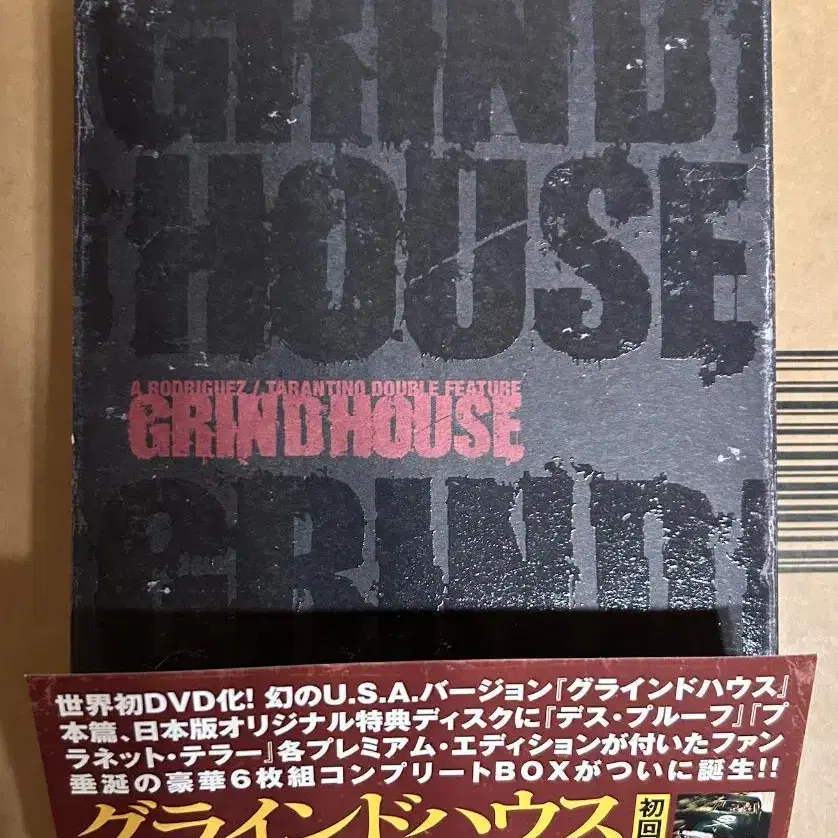 GRIND
HOUSE
A RODRIGUEZ / TARANTINO DOUBLE FEATURE
GRINDHOUSE
GRIND
世界初DVD化! 幻のU.S.A.バージョン『グラインドハウス』
本篇、日本版オリジナル特典ディスクに『デス・プルーフ』『プ
ラネット・テラー』各プレミアム・エディションが付いたファン
垂涎の豪華6枚組コンプリートBOXがついに誕生!!
グラインドハウス
初回